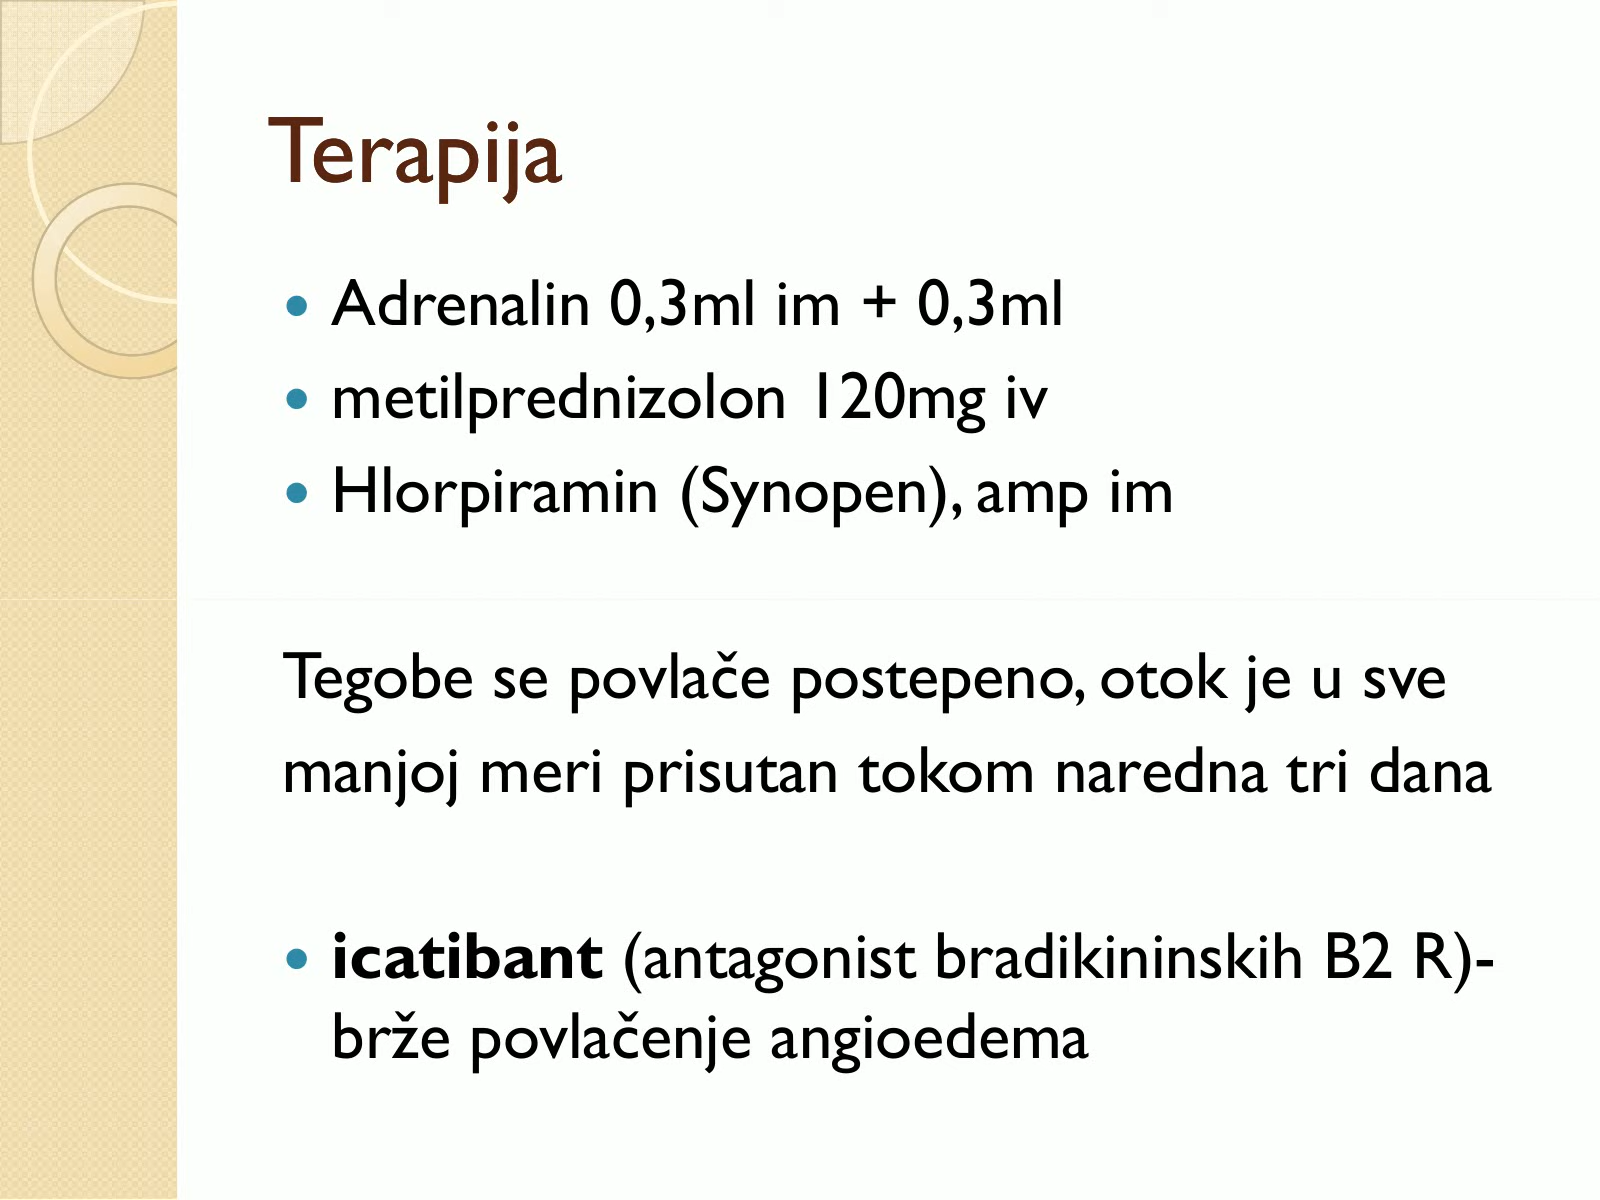 Terapija
• Adrenalin 0,3ml im + 0,3ml
• metilprednizolon 120mg iv
• Hlorpiramin (Synopen), amp im
Tegobe se povlače postepeno, otok je u sve
manjoj meri prisutan tokom naredna tri dana
• icatibant (antagonist bradikininskih B2 R)-
brže povlačenje angioedema